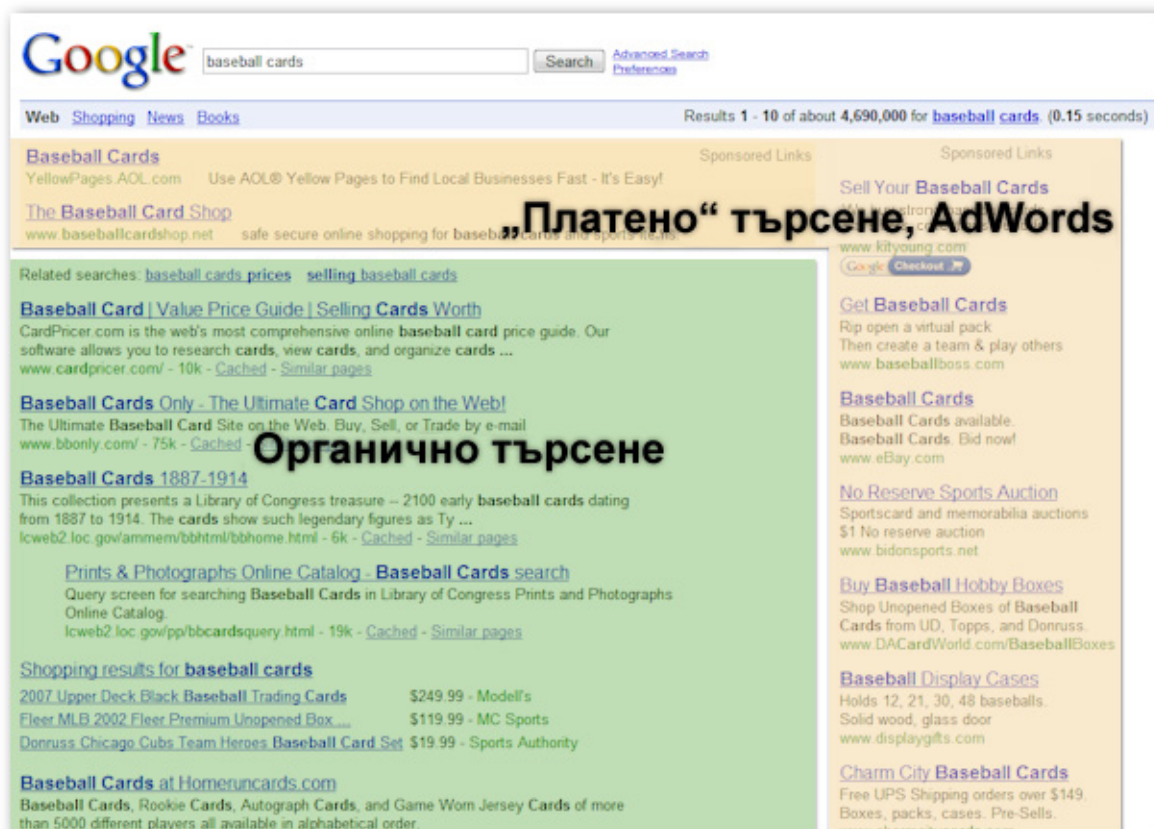 Google
baseball cards
Search
Advanced Search
Preferences
Web Shopping News Books
Results 1 - 10 of about 4,690,000 for baseball cards. (0.15 seconds)
Baseball Cards
Sponsored Links
YellowPages.AOL.com Use AOL® Yellow Pages to Find Local Businesses Fast - It's Easy!
The Baseball Card Shop
www.baseballcardshop.net safe secure online shopping for baseball cards and sports items.
„Платено“ търсене, AdWords
Related searches: baseball cards prices selling baseball cards
Baseball Card | Value Price Guide | Selling Cards Worth
CardPricer.com is the web's most comprehensive online baseball card price guide. Our
software allows you to research cards, view cards, and organize cards ...
www.cardpricer.com/ - 10k - Cached - Similar pages
Baseball Cards Only - The Ultimate Card Shop on the Web!
The Ultimate Baseball Card Site on the Web. Buy, Sell, or Trade by e-mail
www.bbonly.com/ - 75k - Cached -
Органично търсене
Baseball Cards 1887-1914
This collection presents a Library of Congress treasure -- 2100 early baseball cards dating
from 1887 to 1914. The cards show such legendary figures as Ty ...
lcweb2.loc.gov/ammem/bbhtml/bbhome.html - 6k - Cached - Similar pages
Prints & Photographs Online Catalog - Baseball Cards search
Query screen for searching Baseball Cards in Library of Congress Prints and Photographs
Online Catalog.
lcweb2.loc.gov/pp/bbcardsquery.html - 19k - Cached - Similar pages
Shopping results for baseball cards
2007 Upper Deck Black Baseball Trading Cards $249.99 - Modell's
Fleer MLB 2002 Fleer Premium Unopened Box ... $119.99 - MC Sports
Donruss Chicago Cubs Team Heroes Baseball Card Set $19.99 - Sports Authority
Baseball Cards at Homeruncards.com
Baseball Cards, Rookie Cards, Autograph Cards, and Game Worn Jersey Cards of more
than 5000 different players all available in alphabetical order.
Sponsored Links
Sell Your Baseball Cards
www.kityoung.com
Google Checkout
Get Baseball Cards
Rip open a virtual pack
Then create a team & play others
www.baseballboss.com
Baseball Cards
Baseball Cards available.
Baseball Cards. Bid now!
www.eBay.com
No Reserve Sports Auction
Sportscard and memorabilia auctions
$1 No reserve auction
www.bidonsports.net
Buy Baseball Hobby Boxes
Shop Unopened Boxes of Baseball
Cards from UD, Topps, and Donruss.
www.DACardWorld.com/BaseballBoxes
Baseball Display Cases
Holds 12, 21, 30, 48 baseballs.
Solid wood, glass door
www.displaygifts.com
Charm City Baseball Cards
Free UPS Shipping orders over $149.
Boxes, packs, cases. Pre-Sells.